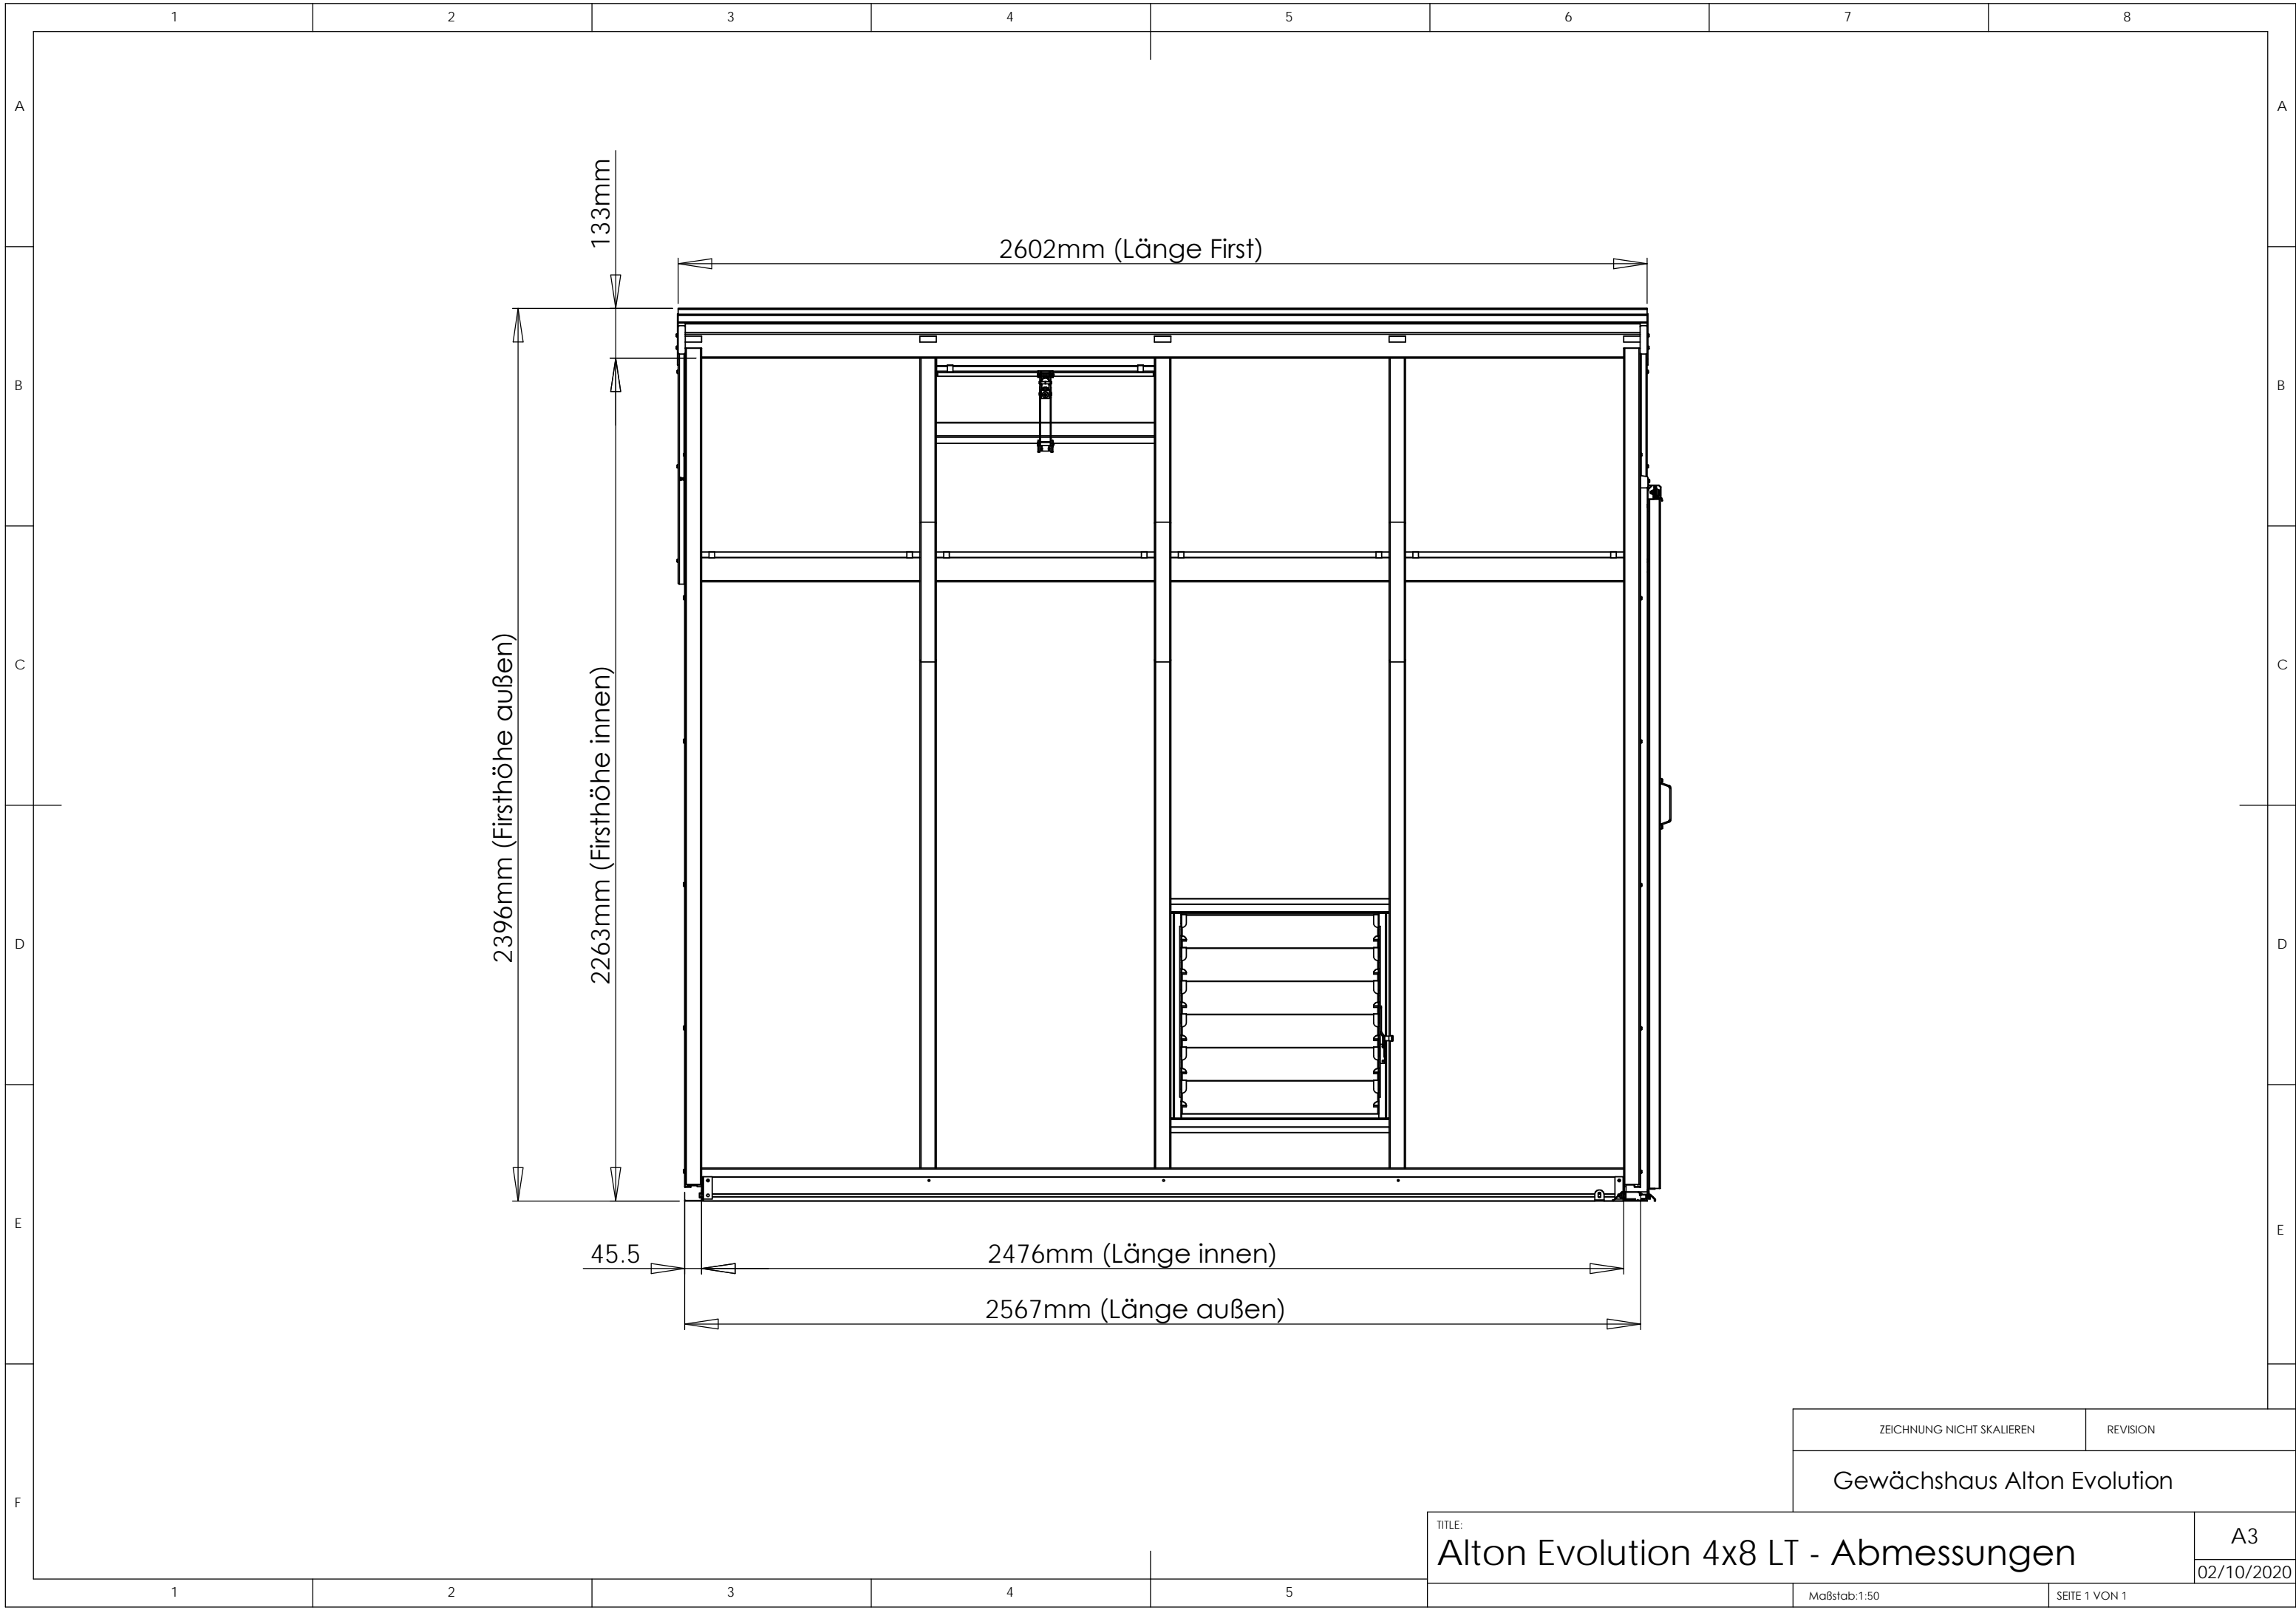 1 2 3 4 5 6 7 8
A A
133mm
2602mm (Länge First)
B B
C C
2396mm (Firsthöhe außen)
2263mm (Firsthöhe innen)
D D
E E
45.5
2476mm (Länge innen)
2567mm (Länge außen)
ZEICHNUNG NICHT SKALIEREN REVISION
Gewächshaus Alton Evolution
F
TITLE:
Alton Evolution 4x8 LT - Abmessungen
A3
02/10/2020
1 2 3 4 5
Maßstab:1:50 SEITE 1 VON 1